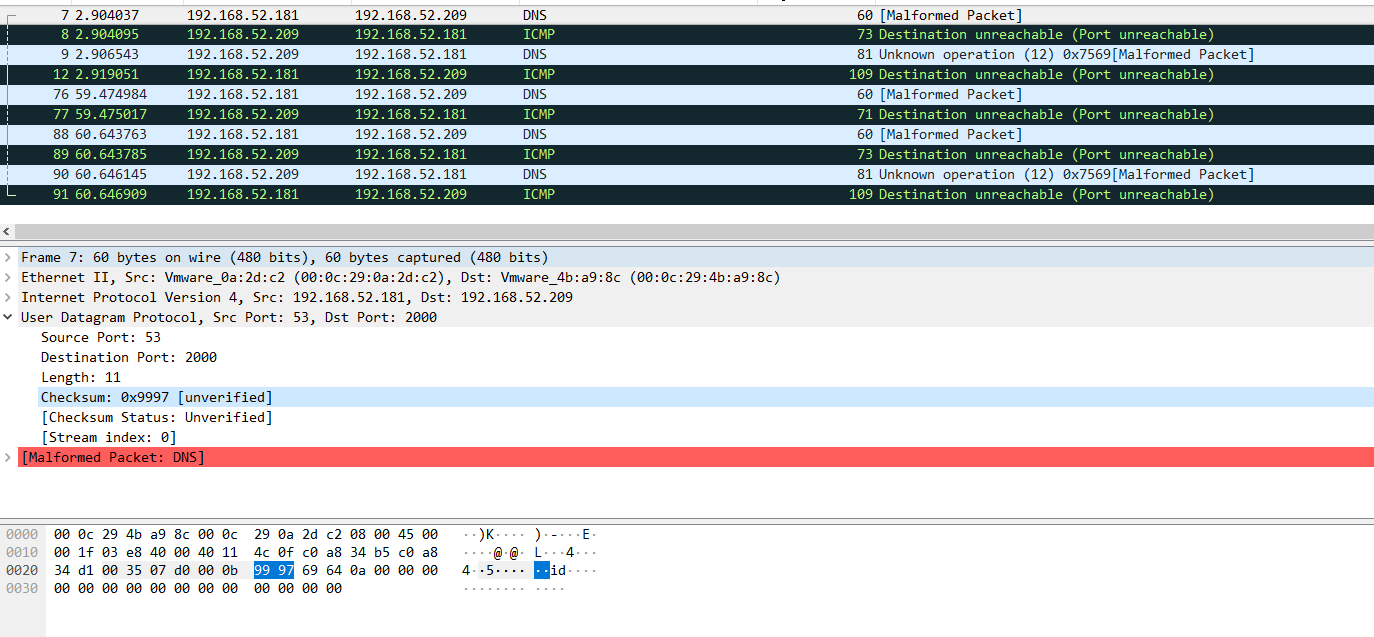 7 2.904037 192.168.52.181 192.168.52.209 DNS 60 [Malformed Packet]
8 2.904095 192.168.52.209 192.168.52.181 ICMP 73 Destination unreachable (Port unreachable)
9 2.906543 192.168.52.209 192.168.52.181 DNS 81 Unknown operation (12) 0x7569[Malformed Packet]
12 2.919051 192.168.52.181 192.168.52.209 ICMP 109 Destination unreachable (Port unreachable)
76 59.474984 192.168.52.181 192.168.52.209 DNS 60 [Malformed Packet]
77 59.475017 192.168.52.209 192.168.52.181 ICMP 71 Destination unreachable (Port unreachable)
88 60.643763 192.168.52.181 192.168.52.209 DNS 60 [Malformed Packet]
89 60.643785 192.168.52.209 192.168.52.181 ICMP 73 Destination unreachable (Port unreachable)
90 60.646145 192.168.52.209 192.168.52.181 DNS 81 Unknown operation (12) 0x7569[Malformed Packet]
91 60.646909 192.168.52.181 192.168.52.209 ICMP 109 Destination unreachable (Port unreachable)
Frame 7: 60 bytes on wire (480 bits), 60 bytes captured (480 bits)
Ethernet II, Src: Vmware_0a:2d:c2 (00:0c:29:0a:2d:c2), Dst: Vmware_4b:a9:8c (00:0c:29:4b:a9:8c)
Internet Protocol Version 4, Src: 192.168.52.181, Dst: 192.168.52.209
User Datagram Protocol, Src Port: 53, Dst Port: 2000
Source Port: 53
Destination Port: 2000
Length: 11
Checksum: 0x9997 [unverified]
[Checksum Status: Unverified]
[Stream index: 0]
[Malformed Packet: DNS]
0000 00 0c 29 4b a9 8c 00 0c 29 0a 2d c2 08 00 45 00 ··)K···· )·-···E·
0010 00 1f 03 e8 40 00 40 11 4c 0f c0 a8 34 b5 c0 a8 ····@·@· L···4···
0020 34 d1 00 35 07 d0 00 0b 99 97 69 64 0a 00 00 00 4··5···· ··id····
0030 00 00 00 00 00 00 00 00 00 00 00 00 ········ ····